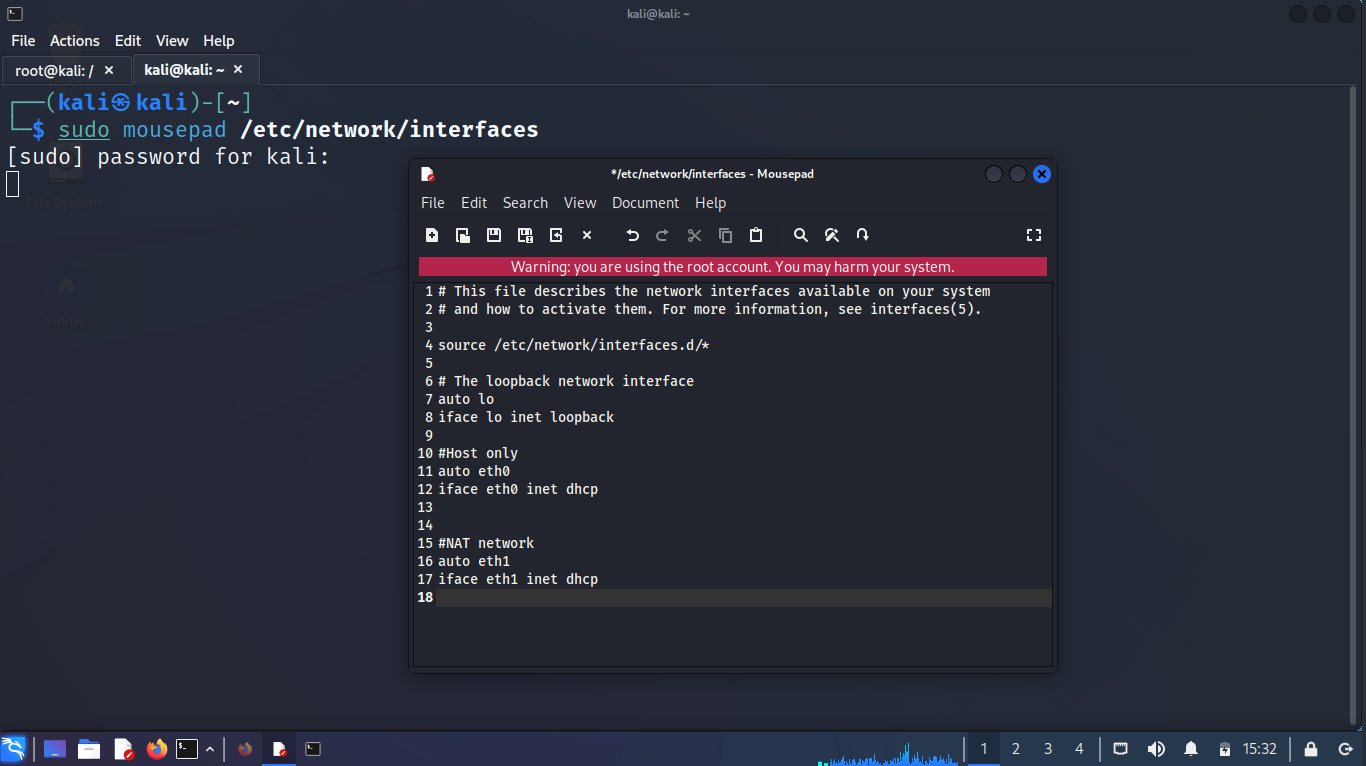 kali@kali: ~
File Actions Edit View Help
root@kali: / × kali@kali: ~ ×
┌──(kali㉿kali)-[~]
└─$ sudo mousepad /etc/network/interfaces
[sudo] password for kali:
File System
Home
*/etc/network/interfaces - Mousepad
File Edit Search View Document Help
Warning: you are using the root account. You may harm your system.
1 # This file describes the network interfaces available on your system
2 # and how to activate them. For more information, see interfaces(5).
3
4 source /etc/network/interfaces.d/*
5
6 # The loopback network interface
7 auto lo
8 iface lo inet loopback
9
10 #Host only
11 auto eth0
12 iface eth0 inet dhcp
13
14
15 #NAT network
16 auto eth1
17 iface eth1 inet dhcp
18
1 2 3 4 15:32